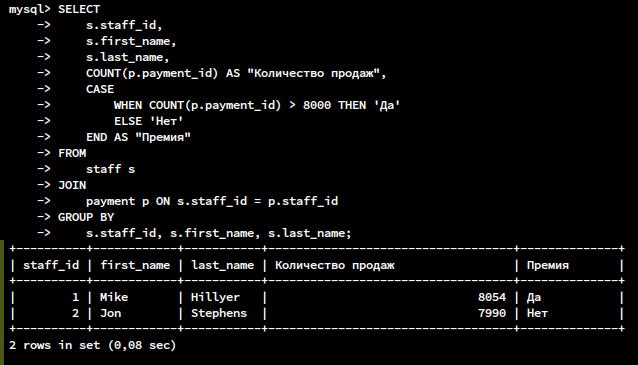 mysql> SELECT
    ->     s.staff_id,
    ->     s.first_name,
    ->     s.last_name,
    ->     COUNT(p.payment_id) AS "Количество продаж",
    ->     CASE
    ->         WHEN COUNT(p.payment_id) > 8000 THEN 'Да'
    ->         ELSE 'Нет'
    ->     END AS "Премия"
    -> FROM
    ->     staff s
    -> JOIN
    ->     payment p ON s.staff_id = p.staff_id
    -> GROUP BY
    ->     s.staff_id, s.first_name, s.last_name;
+----------+------------+-----------+-----------------------------------+--------------+
| staff_id | first_name | last_name | Количество продаж                 | Премия       |
+----------+------------+-----------+-----------------------------------+--------------+
|        1 | Mike       | Hillyer   |                              8054 | Да           |
|        2 | Jon        | Stephens  |                              7990 | Нет          |
+----------+------------+-----------+-----------------------------------+--------------+
2 rows in set (0,08 sec)